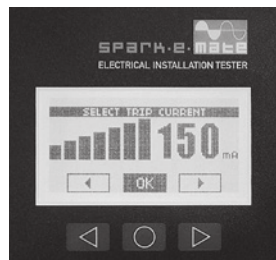 spark.e.mate
ELECTRICAL INSTALLATION TESTER
SELECT TRIP CURRENT
150 mA
OK